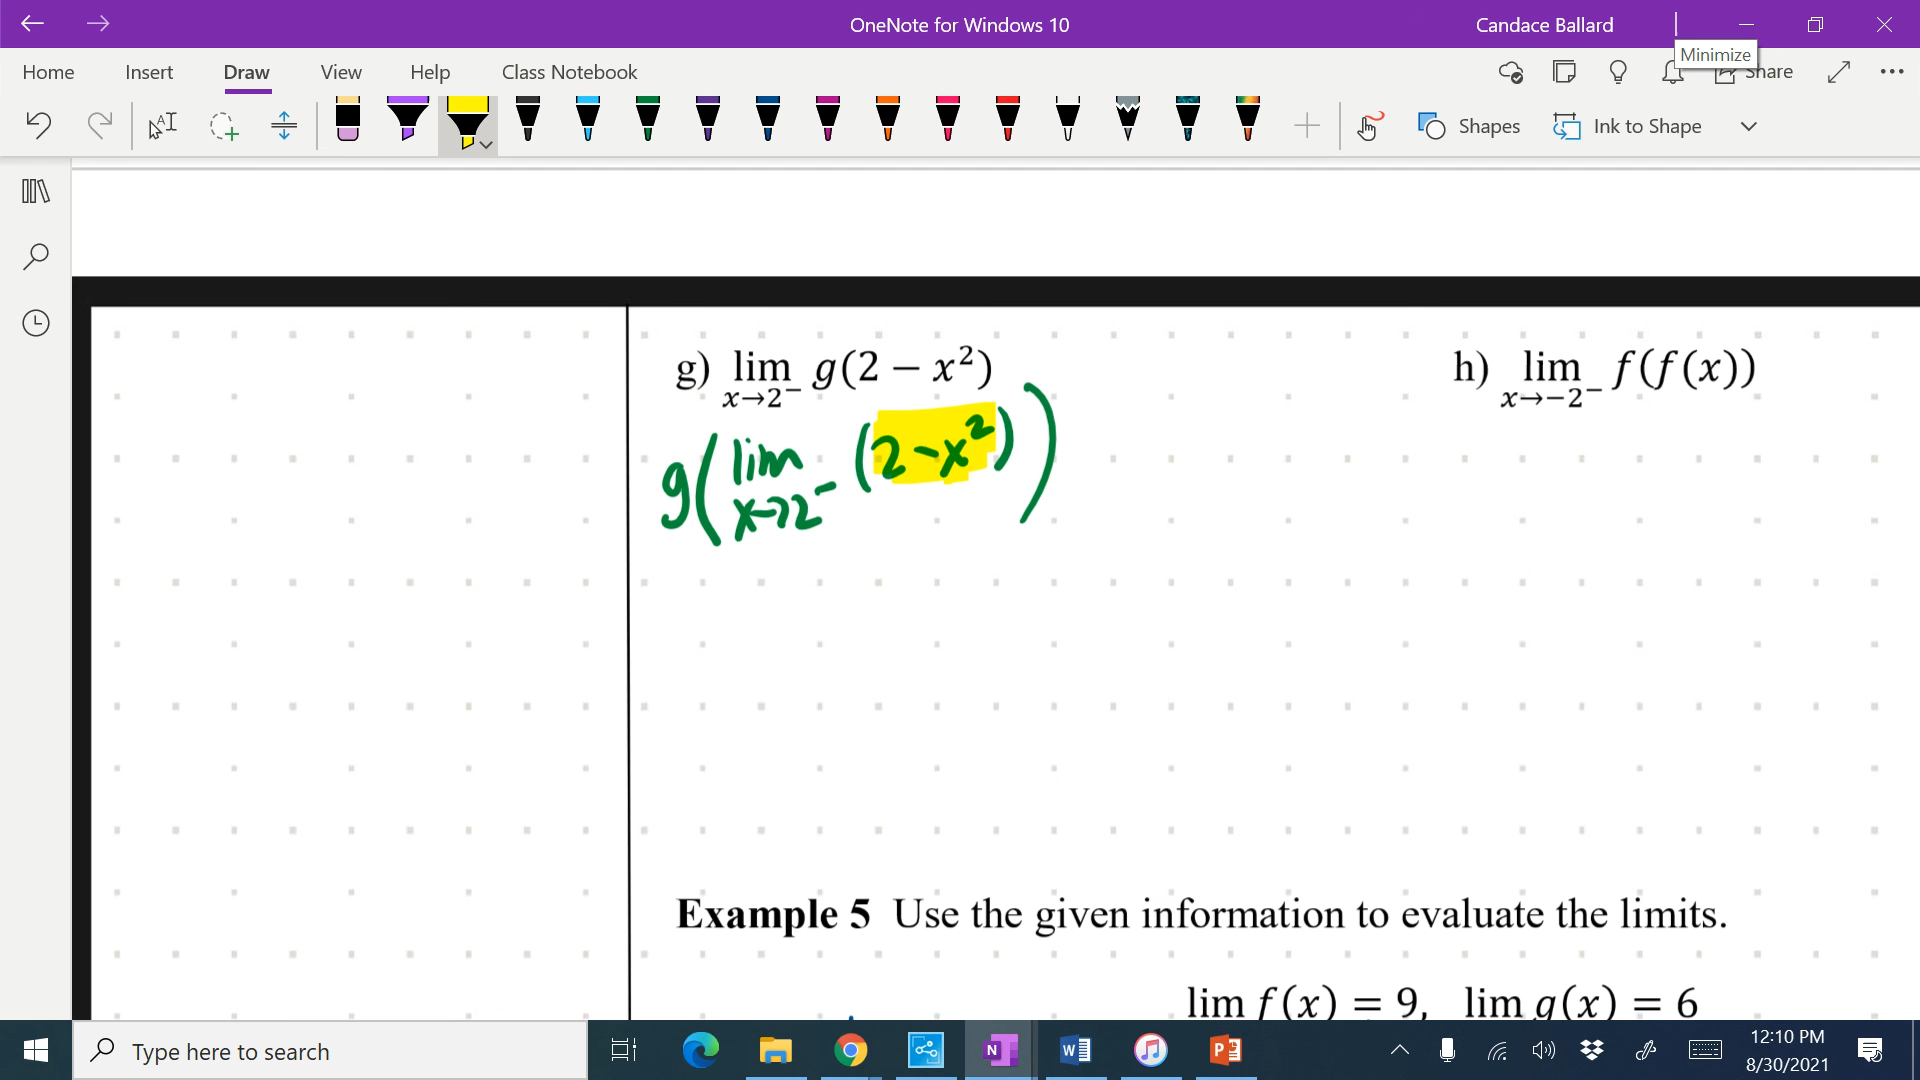 OneNote for Windows 10
Candace Ballard
Minimize
Home Insert Draw View Help Class Notebook
Share
Shapes
Ink to Shape
g) lim x→2⁻ g(2 − x²)
h) lim x→−2⁻ f(f(x))
g(lim x→2⁻ (2-x²))
Example 5 Use the given information to evaluate the limits.
lim f(x) = 9, lim g(x) = 6
Type here to search
12:10 PM
8/30/2021